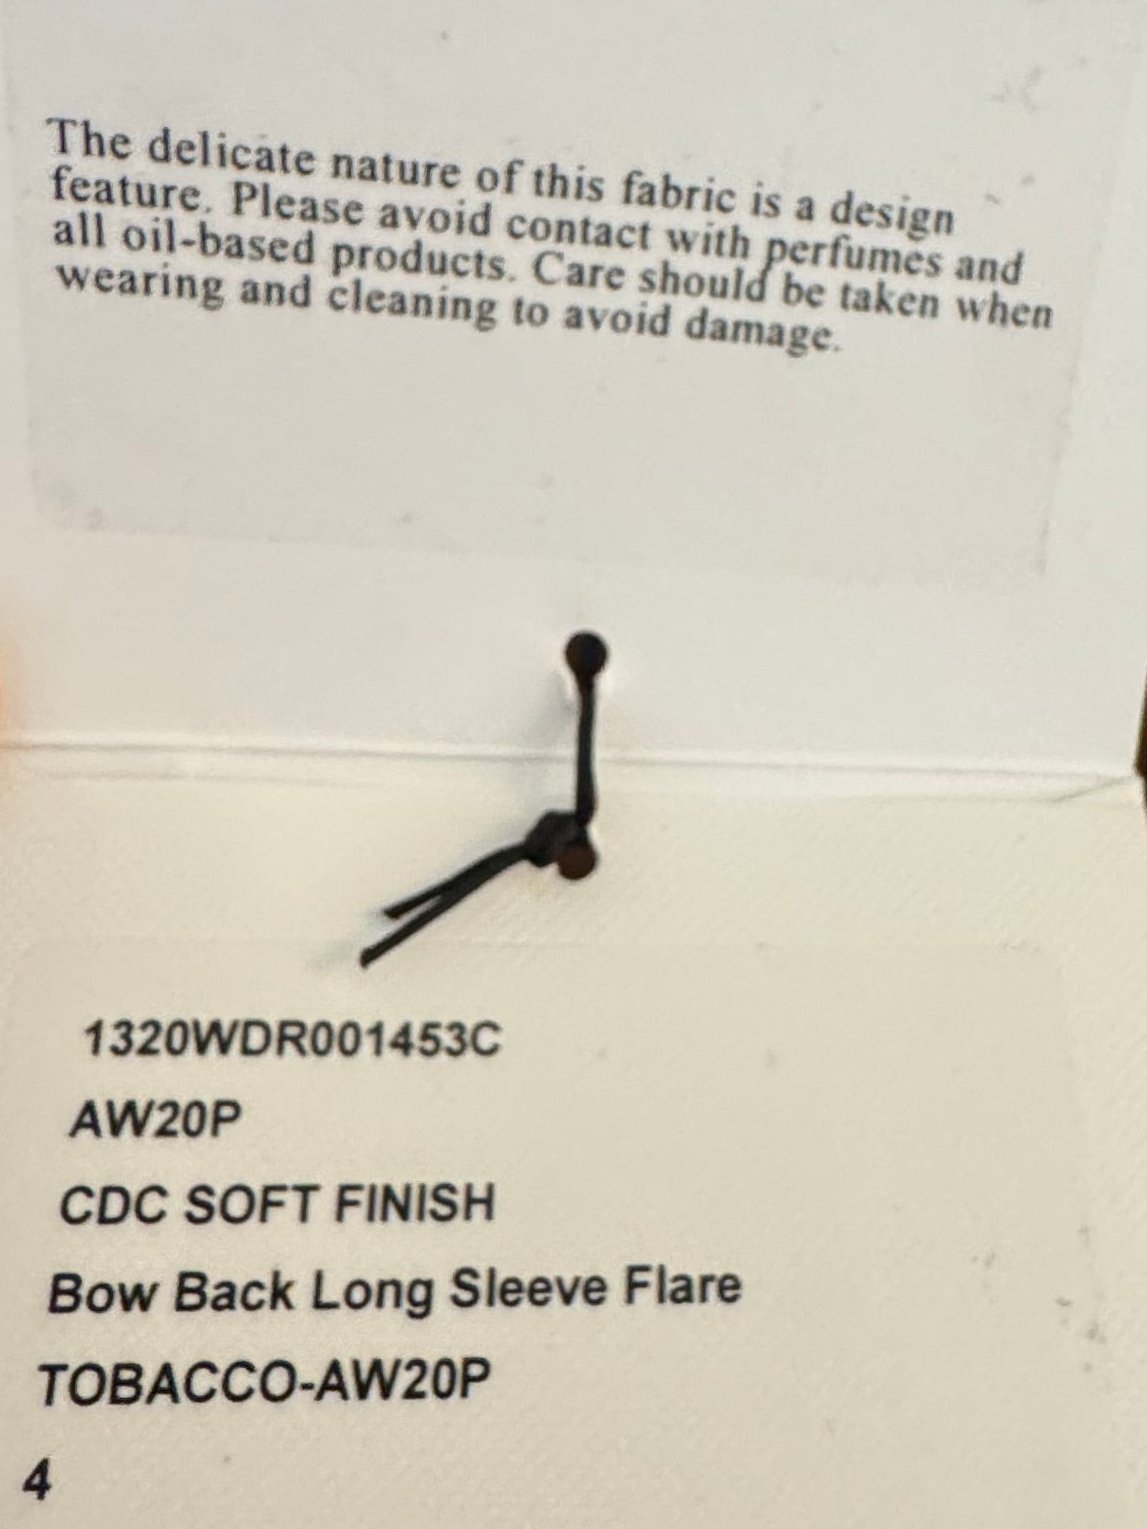 The delicate nature of this fabric is a design
feature. Please avoid contact with perfumes and
all oil-based products. Care should be taken when
wearing and cleaning to avoid damage.
1320WDR001453C
AW20P
CDC SOFT FINISH
Bow Back Long Sleeve Flare
TOBACCO-AW20P
4